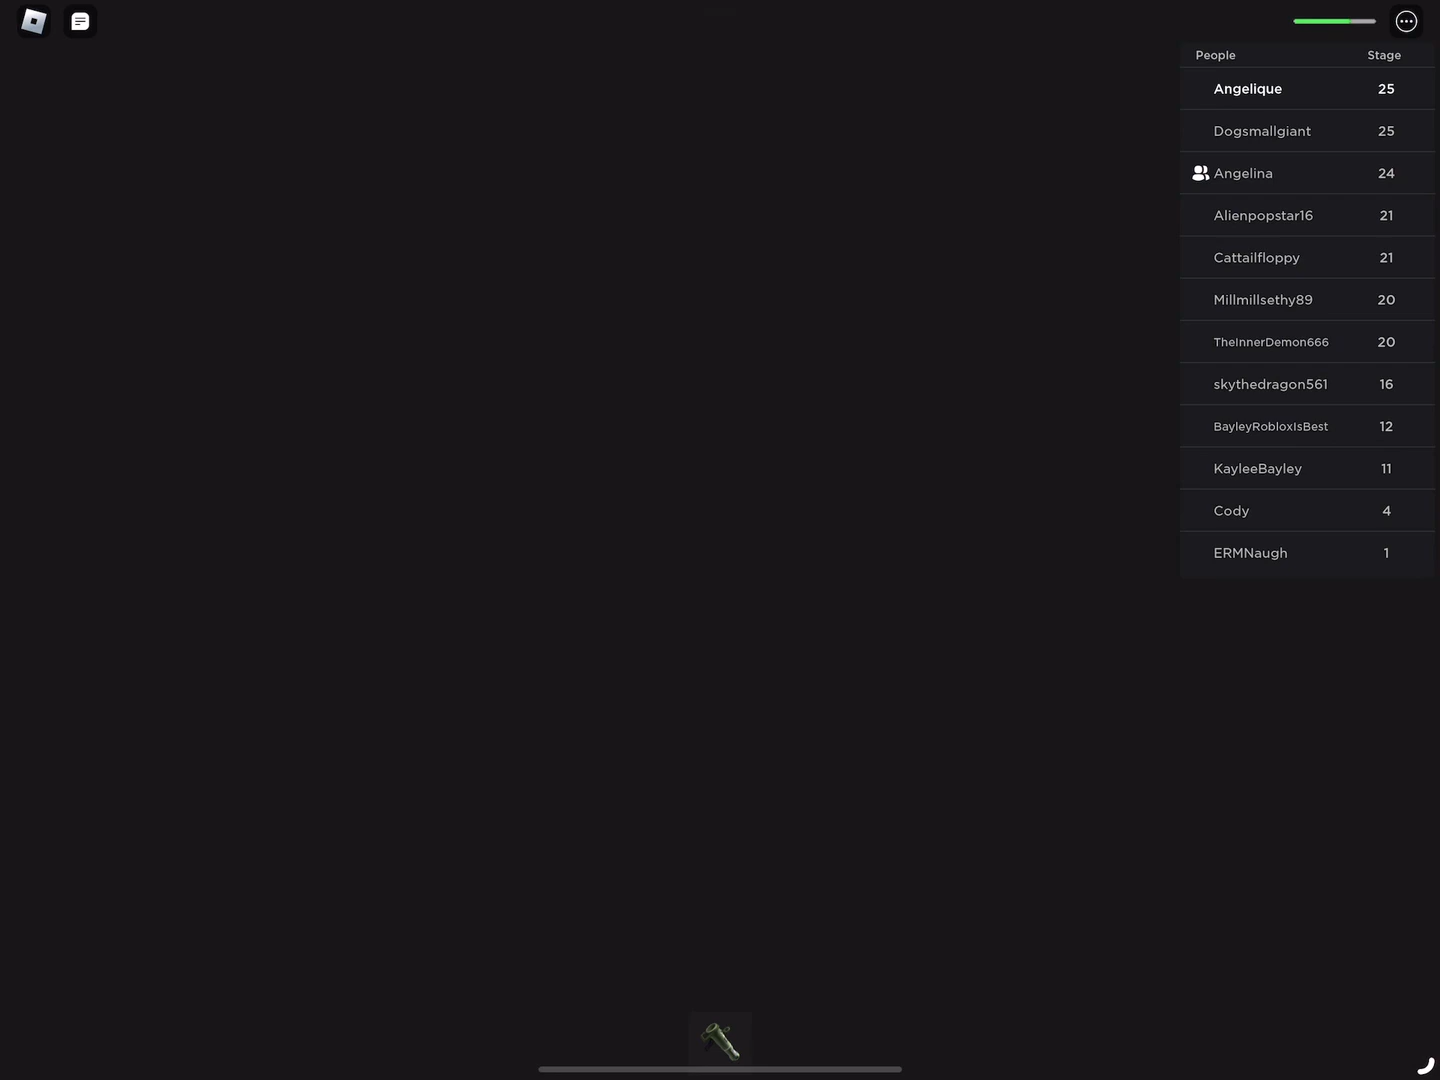 People Stage
Angelique 25
Dogsmallgiant 25
Angelina 24
Alienpopstar16 21
Cattailfloppy 21
Millmillsethy89 20
TheInnerDemon666 20
skythedragon561 16
BayleyRobloxIsBest 12
KayleeBayley 11
Cody 4
ERMNaugh 1